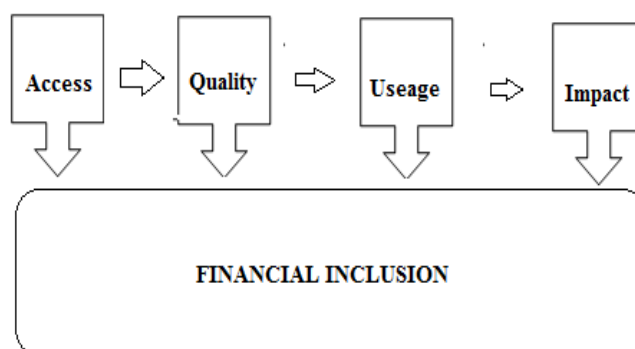 Access
Quality
Useage
Impact
FINANCIAL INCLUSION